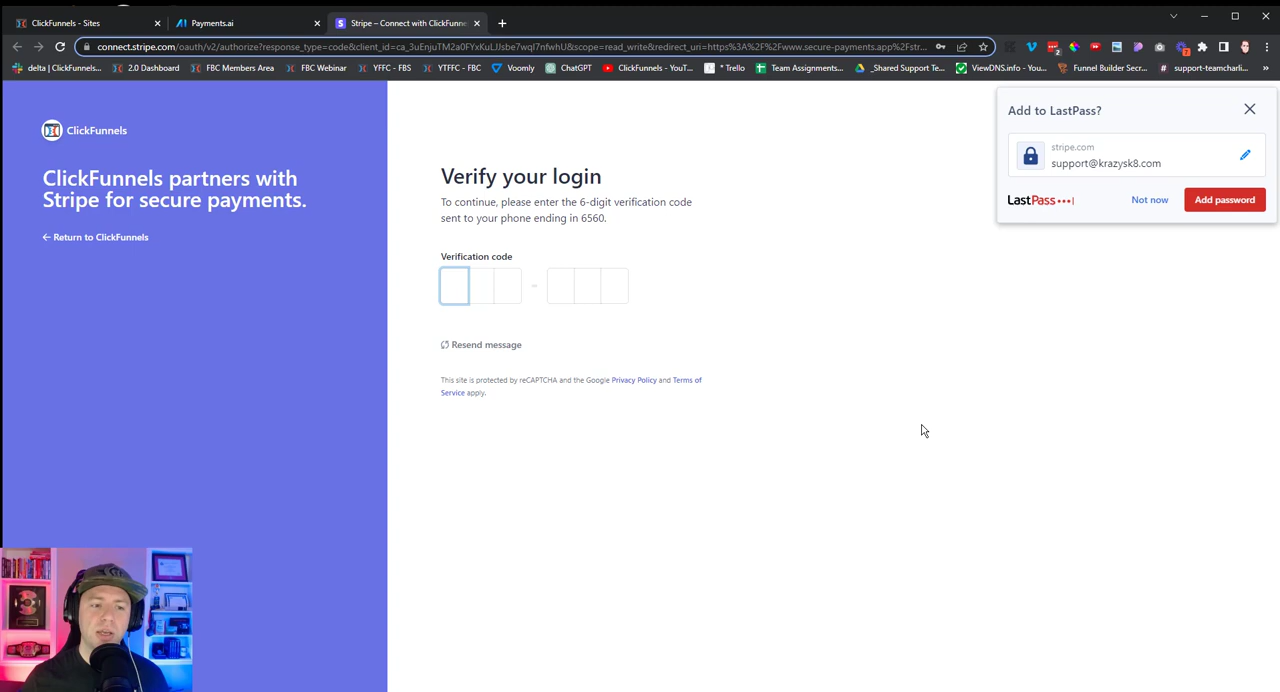 ClickFunnels - Sites
Payments.ai
Stripe – Connect with ClickFunne
connect.stripe.com/oauth/v2/authorize?response_type=code&client_id=ca_3uEnjuTM2a0FYxKuLJJsbe7wqI7nfwhU&scope=read_write&redirect_uri=https%3A%2F%2Fwww.secure-payments.app%2Fstr...
delta | ClickFunnels...
2.0 Dashboard
FBC Members Area
FBC Webinar
YFFC - FBS
YTFFC - FBC
Voomly
ChatGPT
ClickFunnels - YouT...
* Trello
Team Assignments...
_Shared Support Te...
ViewDNS.info - You...
Funnel Builder Secr...
support-teamcharli...
»
ClickFunnels
ClickFunnels partners with
Stripe for secure payments.
← Return to ClickFunnels
Verify your login
To continue, please enter the 6-digit verification code
sent to your phone ending in 6560.
Verification code
-
Resend message
This site is protected by reCAPTCHA and the Google Privacy Policy and Terms of
Service apply.
Add to LastPass?
stripe.com
support@krazysk8.com
LastPass •••|
Not now
Add password